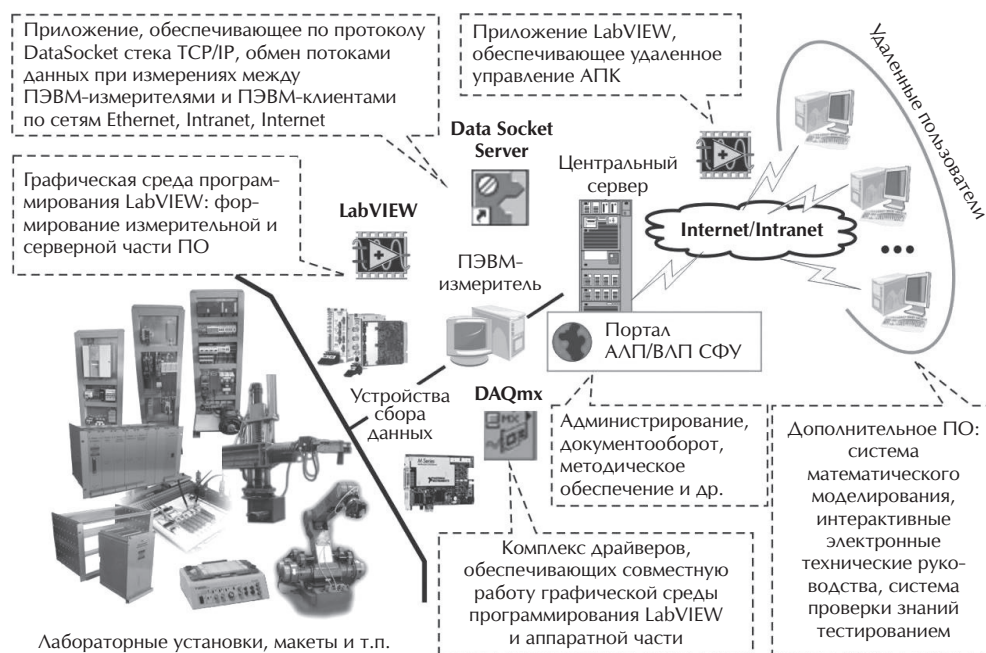 Приложение, обеспечивающее по протоколу
DataSocket стека TCP/IP, обмен потоками
данных при измерениях между
ПЭВМ-измерителями и ПЭВМ-клиентами
по сетям Ethernet, Intranet, Internet
Приложение LabVIEW,
обеспечивающее удаленное
управление АПК
Удаленные пользователи
Графическая среда програм-
мирования LabVIEW: фор-
мирование измерительной и
серверной части ПО
LabVIEW
Data Socket
Server
Центральный
сервер
Internet/Intranet
ПЭВМ-
измеритель
Портал
АЛП/ВЛП СФУ
Устройства
сбора
данных
DAQmx
Администрирование,
документооборот,
методическое
обеспечение и др.
Дополнительное ПО:
система
математического
моделирования,
интерактивные
электронные
технические руко-
водства, система
проверки знаний
тестированием
Комплекс драйверов,
обеспечивающих совместную
работу графической среды
программирования LabVIEW
и аппаратной части
Лабораторные установки, макеты и т.п.